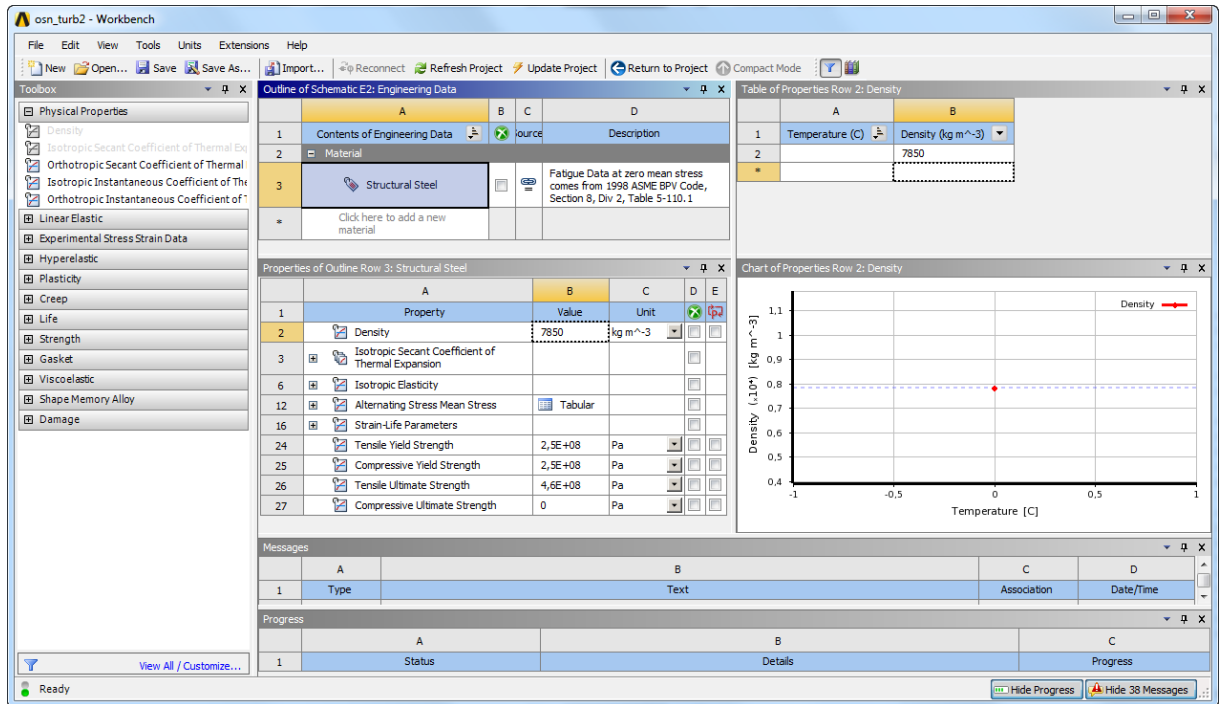 osn_turb2 - Workbench
File Edit View Tools Units Extensions Help
New Open... Save Save As... Import... Reconnect Refresh Project Update Project Return to Project Compact Mode
Toolbox
Physical Properties
Density
Isotropic Secant Coefficient of Thermal Exp
Orthotropic Secant Coefficient of Thermal
Isotropic Instantaneous Coefficient of The
Orthotropic Instantaneous Coefficient of T
Linear Elastic
Experimental Stress Strain Data
Hyperelastic
Plasticity
Creep
Life
Strength
Gasket
Viscoelastic
Shape Memory Alloy
Damage
View All / Customize...
Outline of Schematic E2: Engineering Data
A B C D
1 Contents of Engineering Data ource Description
2 Material
3 Structural Steel Fatigue Data at zero mean stress
comes from 1998 ASME BPV Code,
Section 8, Div 2, Table 5-110.1
* Click here to add a new
material
Table of Properties Row 2: Density
A B
1 Temperature (C) Density (kg m^-3)
2 7850
*
Properties of Outline Row 3: Structural Steel
A B C D E
1 Property Value Unit
2 Density 7850 kg m^-3
3 Isotropic Secant Coefficient of
Thermal Expansion
6 Isotropic Elasticity
12 Alternating Stress Mean Stress Tabular
16 Strain-Life Parameters
24 Tensile Yield Strength 2,5E+08 Pa
25 Compressive Yield Strength 2,5E+08 Pa
26 Tensile Ultimate Strength 4,6E+08 Pa
27 Compressive Ultimate Strength 0 Pa
Chart of Properties Row 2: Density
Density
Density (x10⁴) [kg m^-3]
1,1
1
0,9
0,8
0,7
0,6
0,5
0,4
-1 -0,5 0 0,5 1
Temperature [C]
Messages
A B C D
1 Type Text Association Date/Time
Progress
A B C
1 Status Details Progress
Ready
Hide Progress Hide 38 Messages